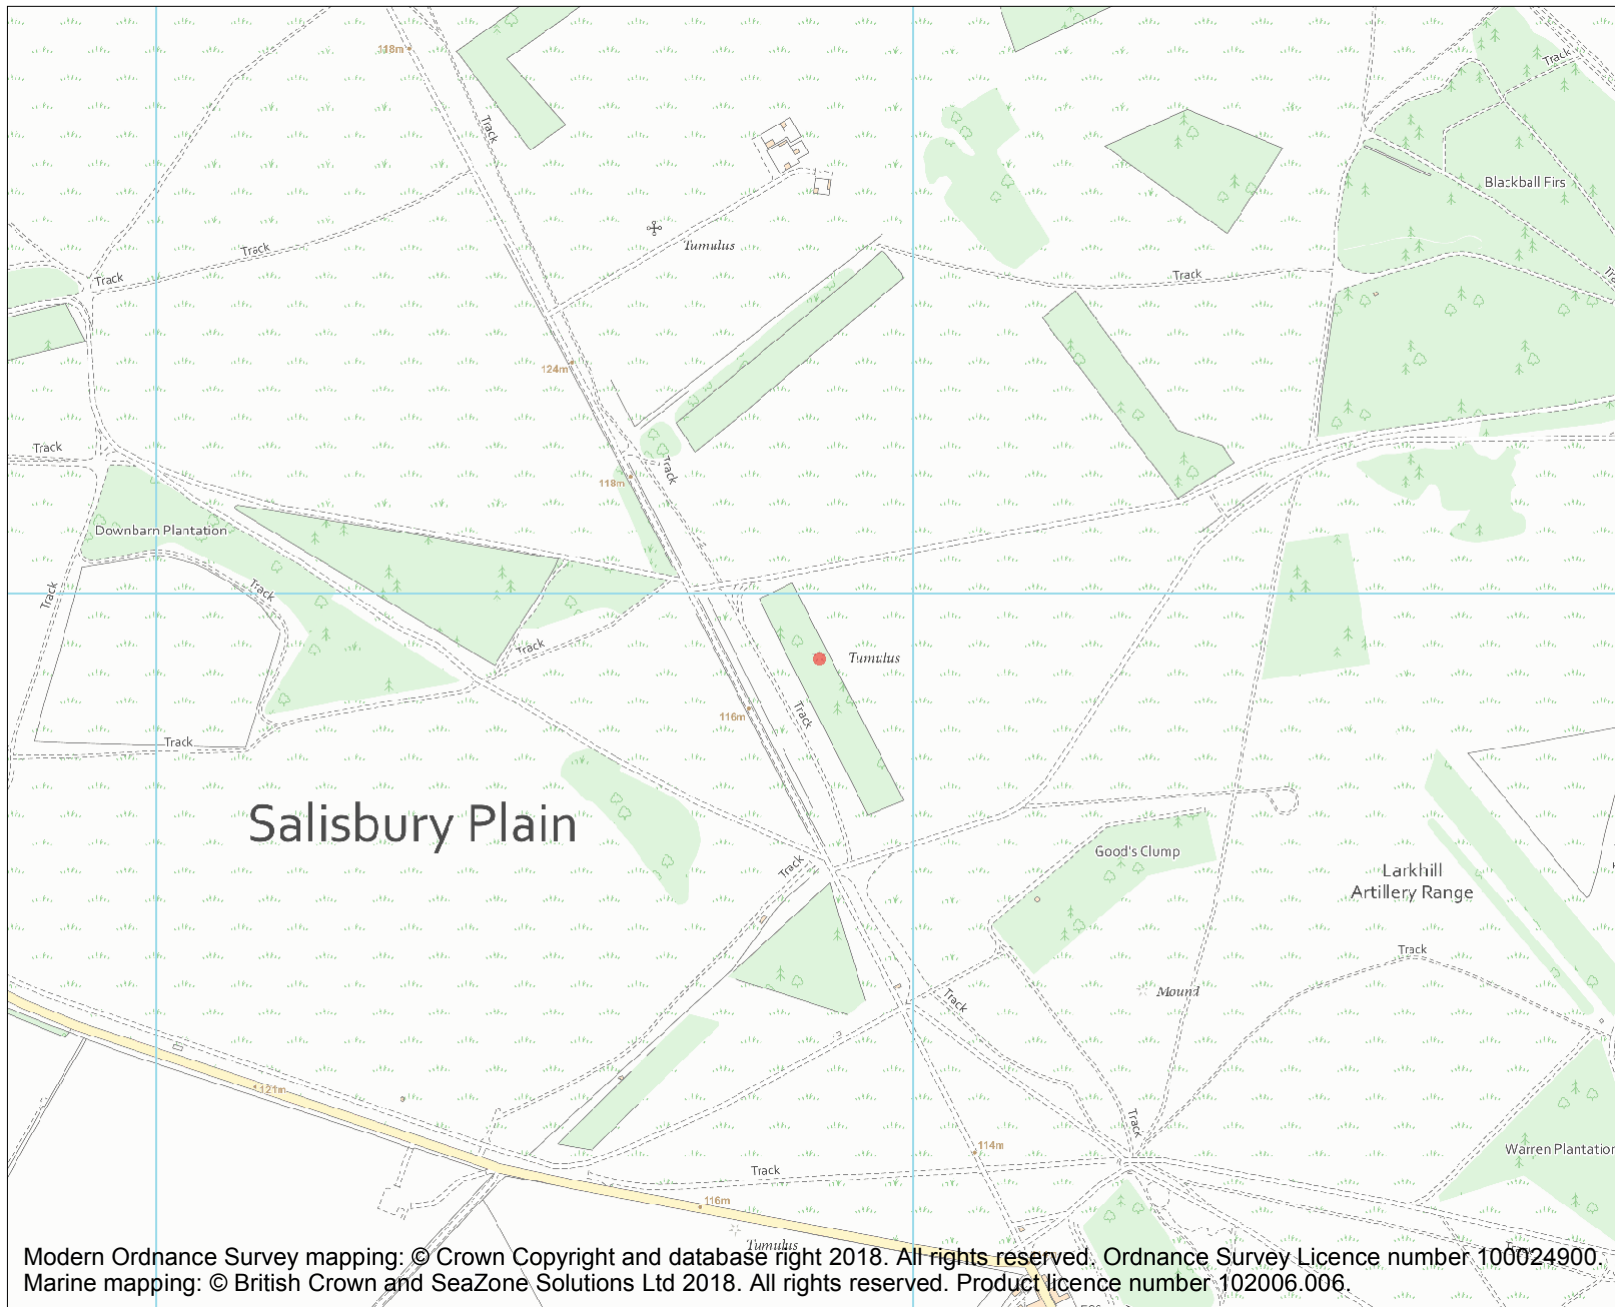 118m
Track
Track
Blackball Firs
Tumulus
Track
Track
Track
124m
Track
Track
118m
Downbarn Plantation
Track
Track
Track
Tumulus
116m
Track
Track
Salisbury Plain
Good's Clump
Track
Larkhill
Artillery Range
Track
Mound
Track
121m
Track
114m
Warren Plantation
Track
116m
Tumulus
Track
Modern Ordnance Survey mapping: © Crown Copyright and database right 2018. All rights reserved. Ordnance Survey Licence number 100024900.
Marine mapping: © British Crown and SeaZone Solutions Ltd 2018. All rights reserved. Product licence number 102006.006.